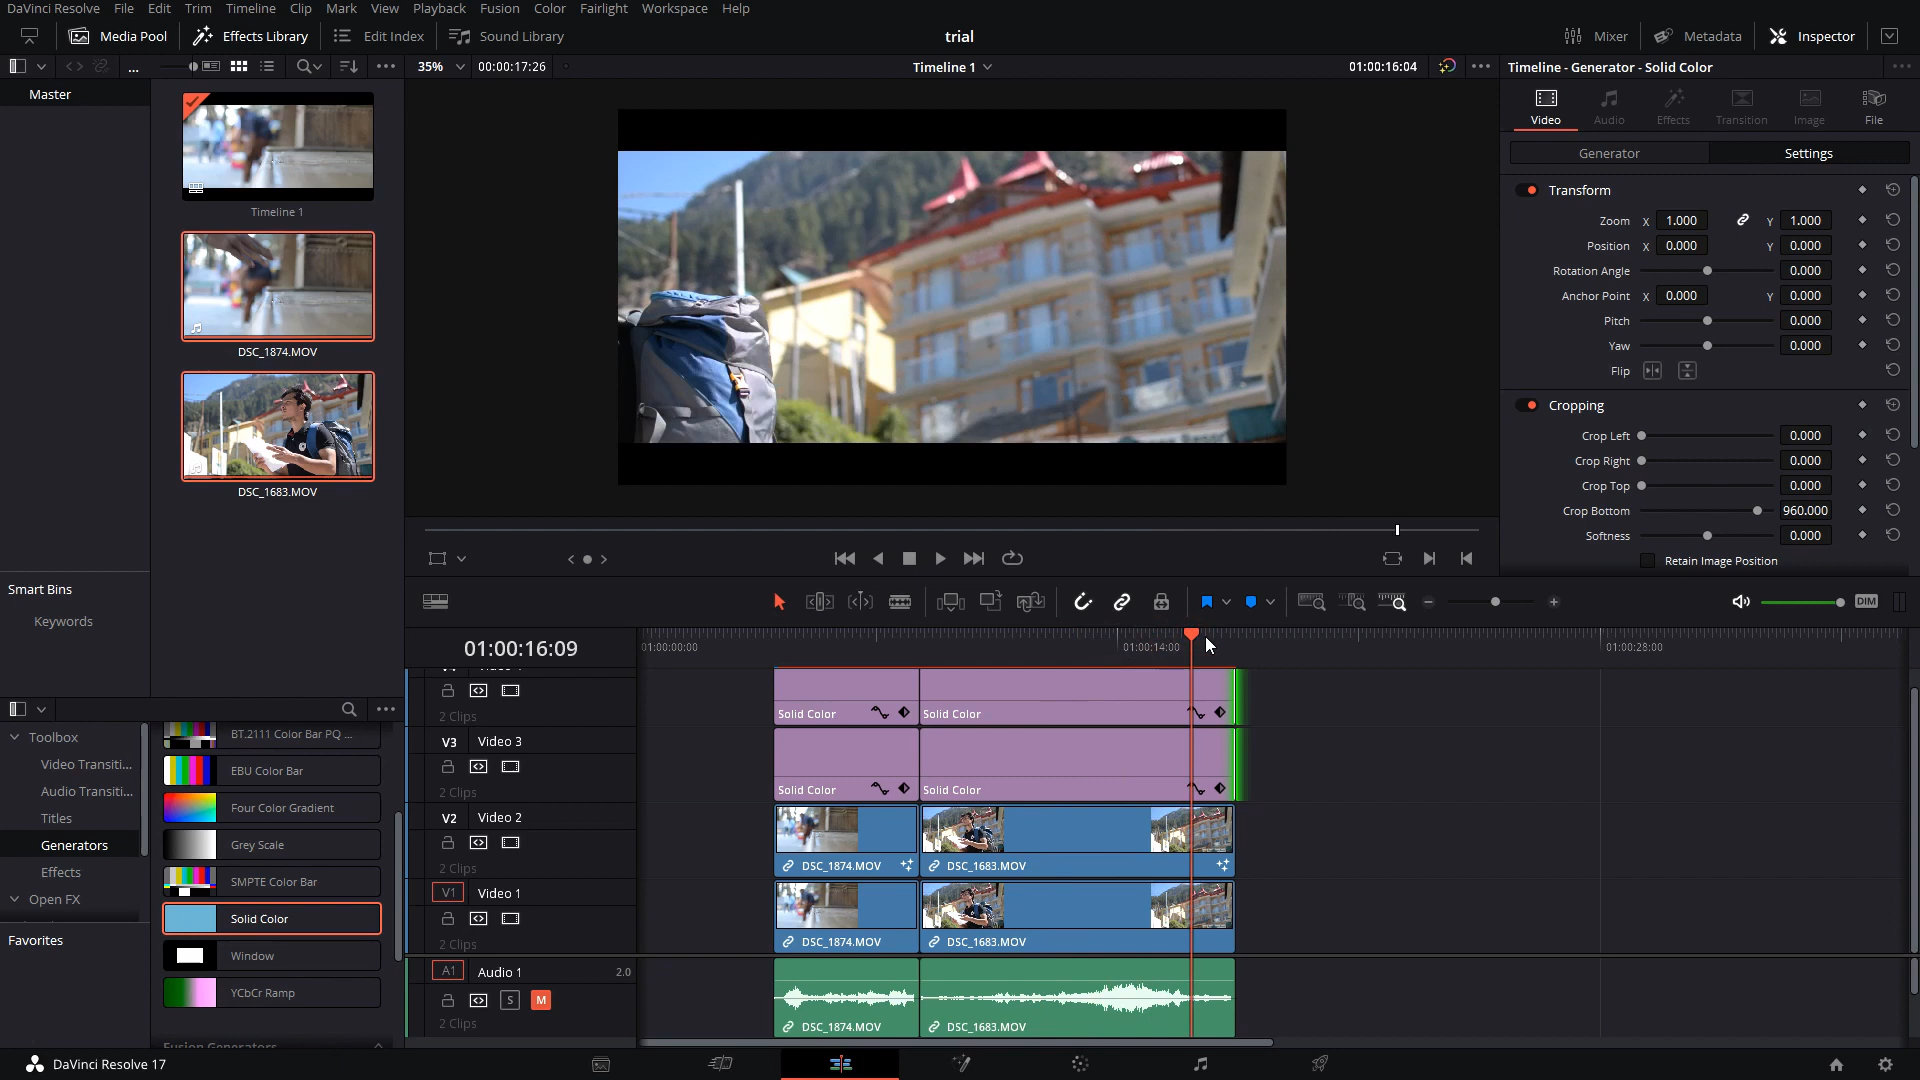 DaVinci Resolve File Edit Trim Timeline Clip Mark View Playback Fusion Color Fairlight Workspace Help
Media Pool Effects Library Edit Index Sound Library trial Mixer Metadata Inspector
... 35% 00:00:17:26 Timeline 1 01:00:16:04 Timeline - Generator - Solid Color
Master
Video Audio Effects Transition Image File
Generator Settings
Timeline 1
DSC_1874.MOV
DSC_1683.MOV
Transform
Zoom X 1.000 Y 1.000
Position X 0.000 Y 0.000
Rotation Angle 0.000
Anchor Point X 0.000 Y 0.000
Pitch 0.000
Yaw 0.000
Flip
Cropping
Crop Left 0.000
Crop Right 0.000
Crop Top 0.000
Crop Bottom 960.000
Softness 0.000
Retain Image Position
Smart Bins
Keywords
DIM
01:00:16:09 01:00:00:00 01:00:14:00 01:00:28:00
2 Clips Solid Color Solid Color
V3 Video 3
2 Clips Solid Color Solid Color
V2 Video 2
2 Clips DSC_1874.MOV DSC_1683.MOV
V1 Video 1
2 Clips DSC_1874.MOV DSC_1683.MOV
A1 Audio 1 2.0
S M
2 Clips DSC_1874.MOV DSC_1683.MOV
Toolbox
Video Transiti...
Audio Transiti...
Titles
Generators
Effects
Open FX
Favorites
BT.2111 Color Bar PQ ...
EBU Color Bar
Four Color Gradient
Grey Scale
SMPTE Color Bar
Solid Color
Window
YCbCr Ramp
Fusion Generators
DaVinci Resolve 17